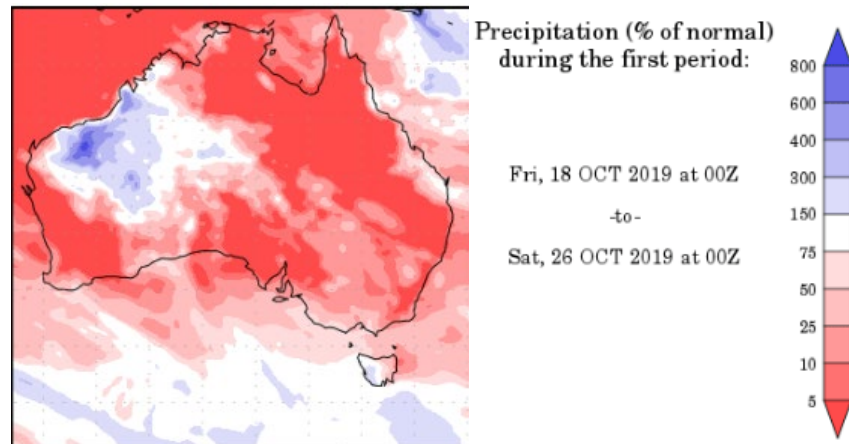 Precipitation (% of normal)
during the first period:
Fri, 18 OCT 2019 at 00Z
-to-
Sat, 26 OCT 2019 at 00Z
800
600
400
300
150
75
50
25
10
5